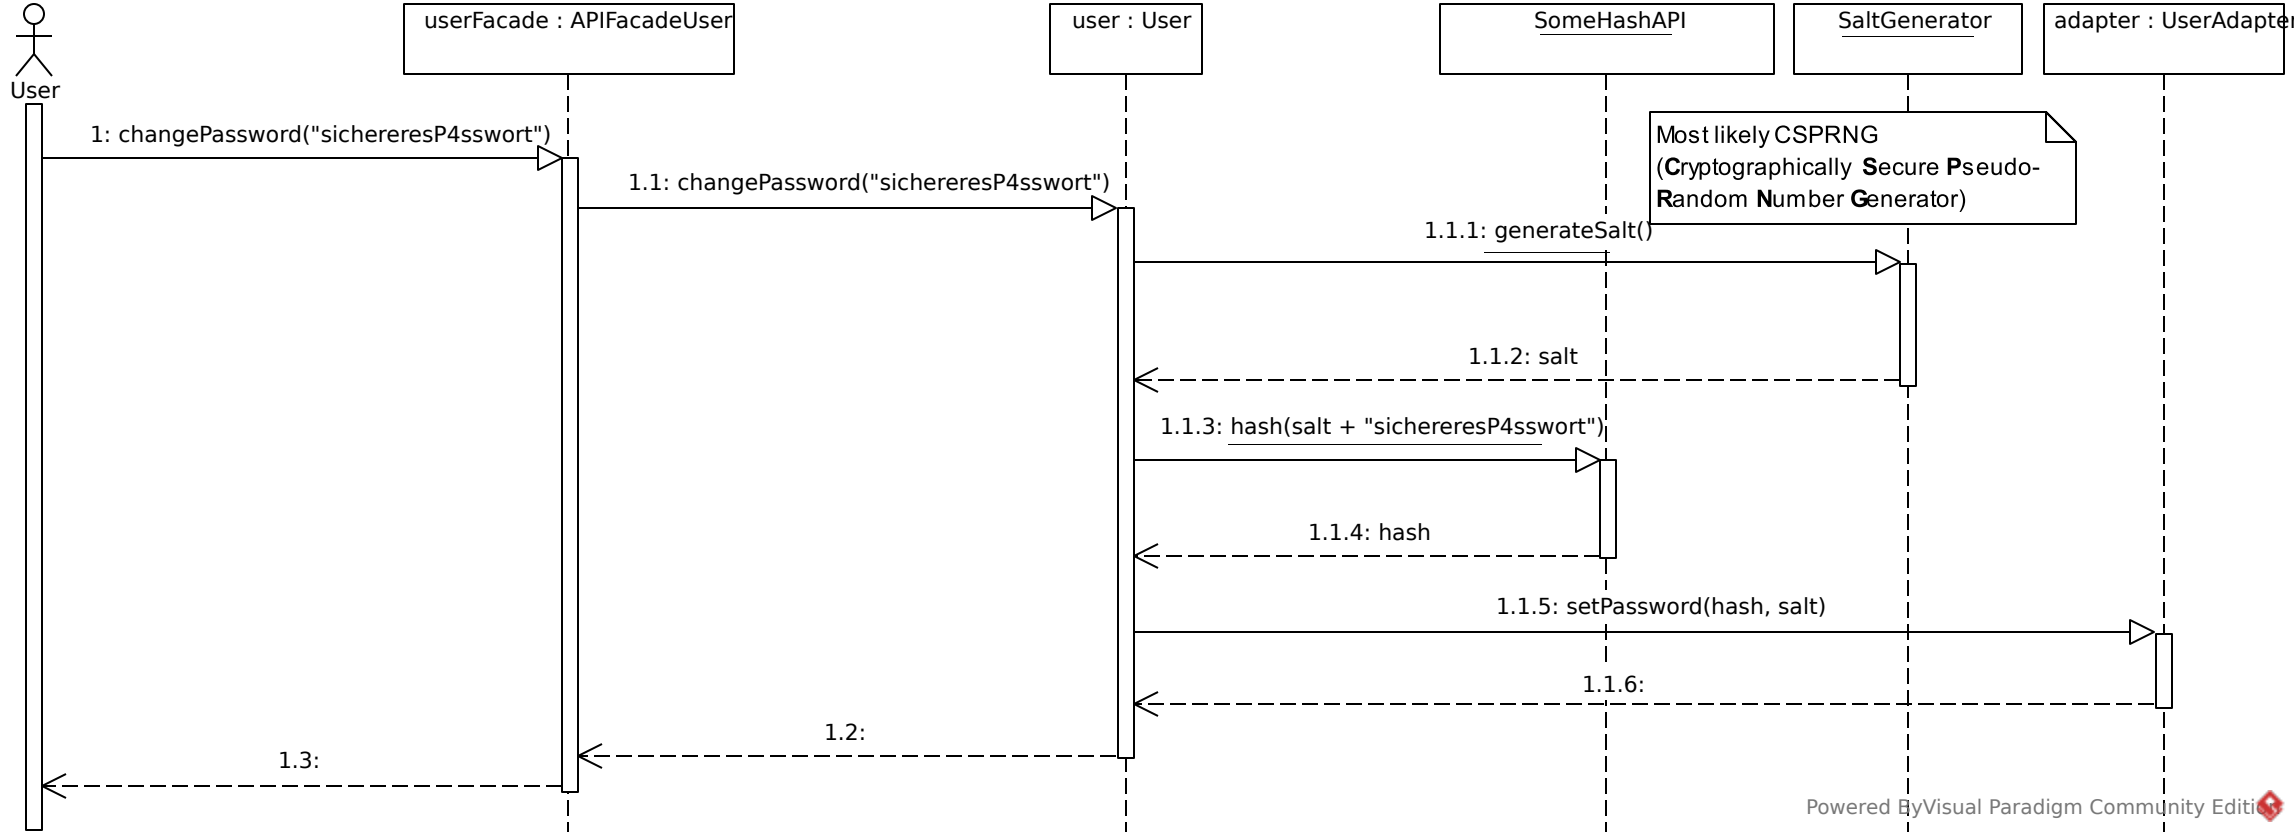 userFacade : APIFacadeUser
user : User
SomeHashAPI
SaltGenerator
adapter : UserAdapter
User
1: changePassword("sichereresP4sswort")
Most likely CSPRNG
(Cryptographically Secure Pseudo-
Random Number Generator)
1.1: changePassword("sichereresP4sswort")
1.1.1: generateSalt()
1.1.2: salt
1.1.3: hash(salt + "sichereresP4sswort")
1.1.4: hash
1.1.5: setPassword(hash, salt)
1.1.6:
1.2:
1.3:
Powered ByVisual Paradigm Community Edition